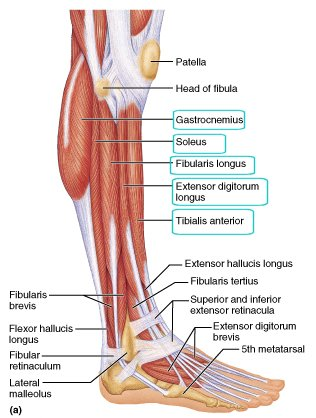 Patella
Head of fibula
Gastrocnemius
Soleus
Fibularis longus
Extensor digitorum
longus
Tibialis anterior
Extensor hallucis longus
Fibularis tertius
Superior and inferior
extensor retinacula
Extensor digitorum
brevis
5th metatarsal
Fibularis
brevis
Flexor hallucis
longus
Fibular
retinaculum
Lateral
malleolus
(a)